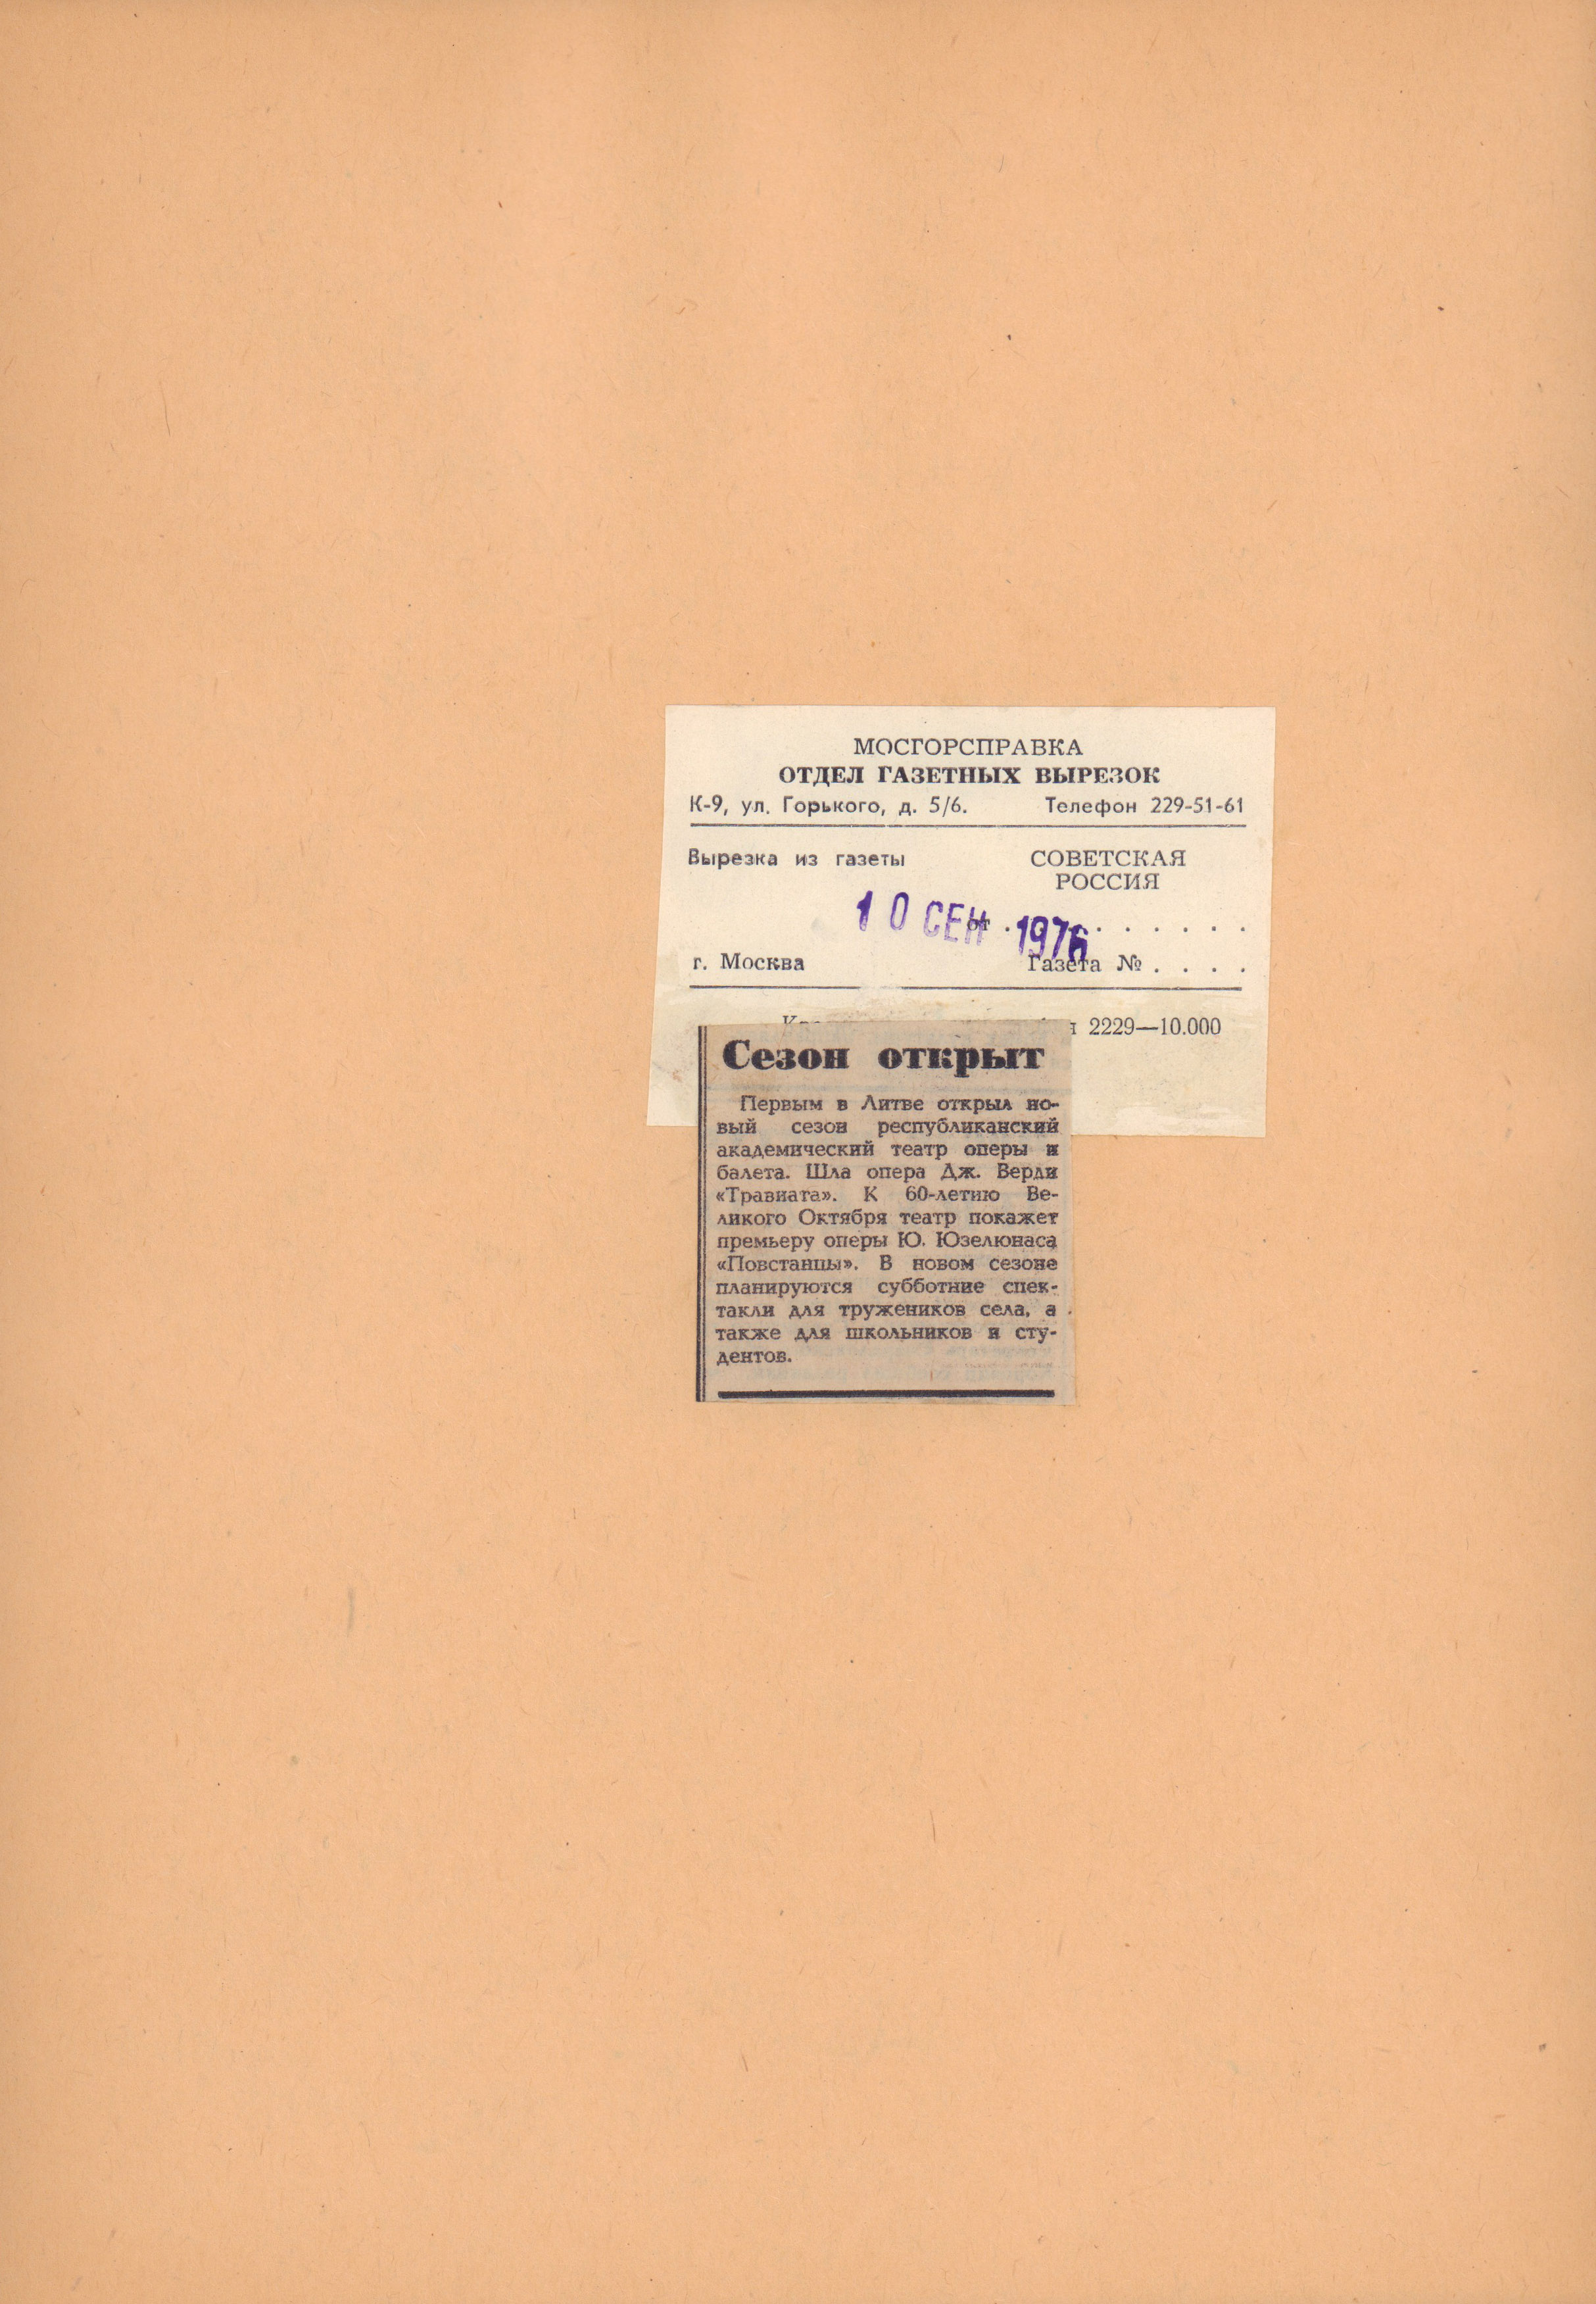 МОСГОРСПРАВКА
ОТДЕЛ ГАЗЕТНЫХ ВЫРЕЗОК
К-9, ул. Горького, д. 5/6. Телефон 229-51-61
Вырезка из газеты СОВЕТСКАЯ
РОССИЯ
10 СЕН 1976
от . . . . . . . . .
г. Москва Газета № . . . .
2229—10.000
Сезон открыт
Первым в Литве открыл но-
вый сезон республиканский
академический театр оперы и
балета. Шла опера Дж. Верди
«Травиата». К 60-летию Ве-
ликого Октября театр покажет
премьеру оперы Ю. Юзелюнаса
«Повстанцы». В новом сезоне
планируются субботние спек-
такли для тружеников села, а
также для школьников и сту-
дентов.